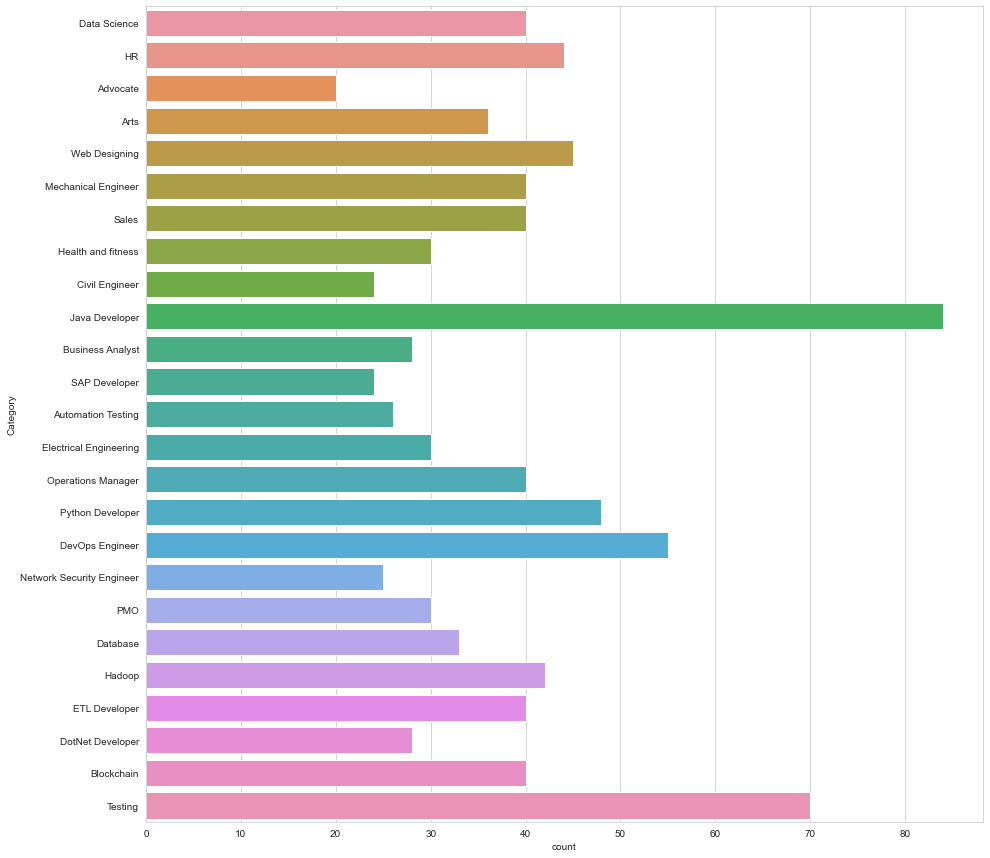 Data Science
HR
Advocate
Arts
Web Designing
Mechanical Engineer
Sales
Health and fitness
Civil Engineer
Java Developer
Business Analyst
SAP Developer
Automation Testing
Electrical Engineering
Operations Manager
Python Developer
DevOps Engineer
Network Security Engineer
PMO
Database
Hadoop
ETL Developer
DotNet Developer
Blockchain
Testing
Category
0 10 20 30 40 50 60 70 80
count